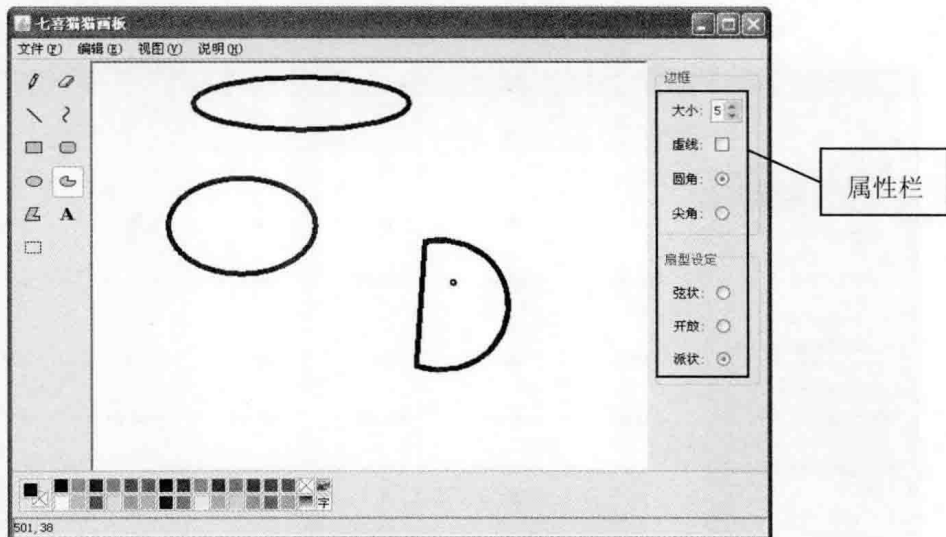 七喜猫猫画板
文件(F) 编辑(E) 视图(V) 说明(H)
边框
大小: 5
虚线:
圆角:
尖角:
属性栏
A
扇型设定
弦状:
开放:
派状:
字
501,38